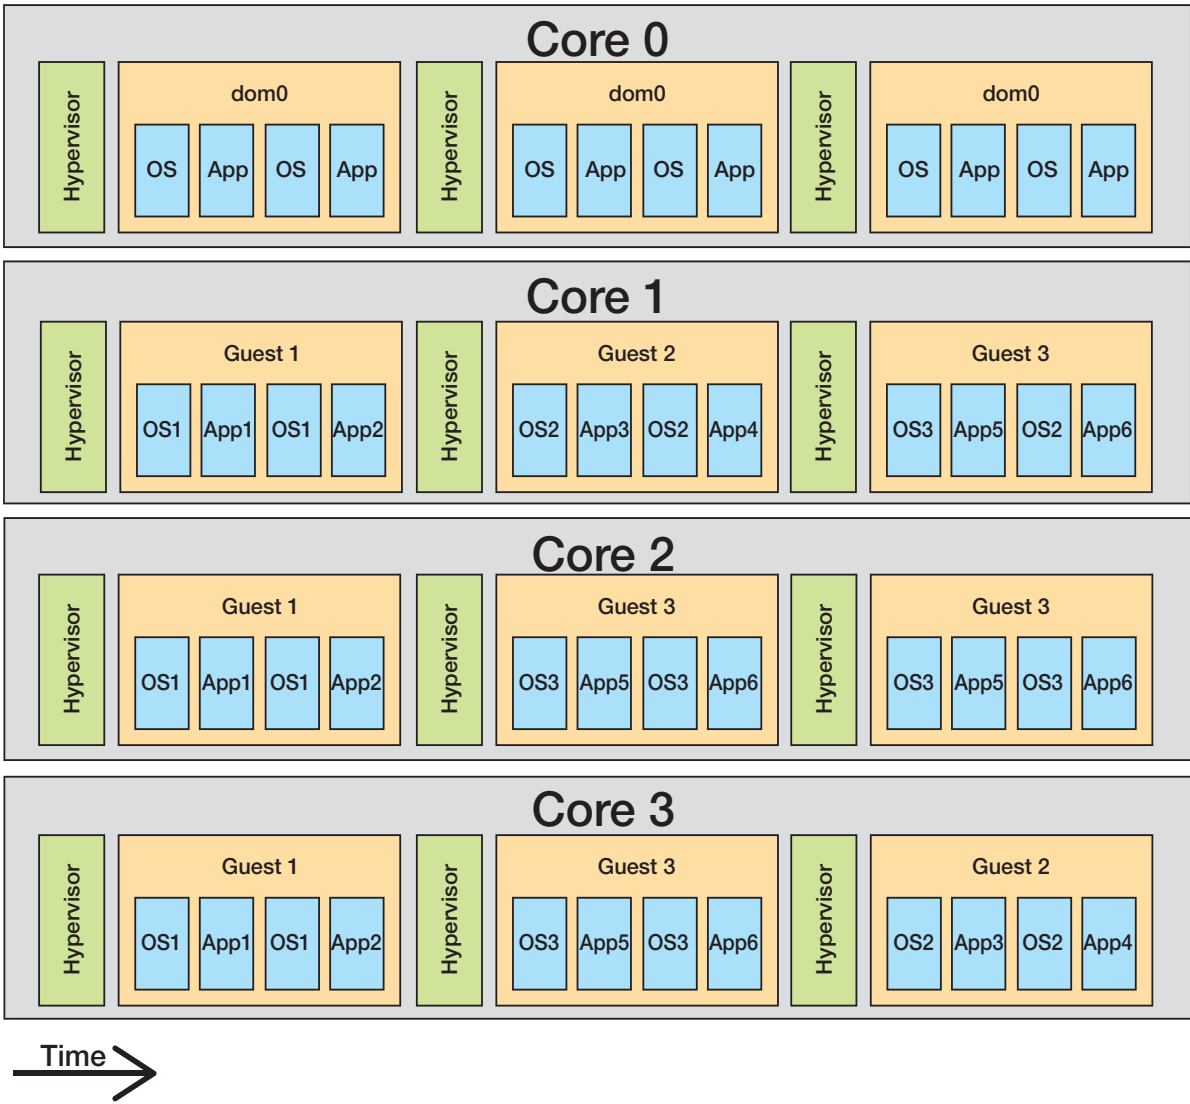 Core 0
Hypervisor
dom0
OS App OS App
Hypervisor
dom0
OS App OS App
Hypervisor
dom0
OS App OS App
Core 1
Hypervisor
Guest 1
OS1 App1 OS1 App2
Hypervisor
Guest 2
OS2 App3 OS2 App4
Hypervisor
Guest 3
OS3 App5 OS2 App6
Core 2
Hypervisor
Guest 1
OS1 App1 OS1 App2
Hypervisor
Guest 3
OS3 App5 OS3 App6
Hypervisor
Guest 3
OS3 App5 OS3 App6
Core 3
Hypervisor
Guest 1
OS1 App1 OS1 App2
Hypervisor
Guest 3
OS3 App5 OS3 App6
Hypervisor
Guest 2
OS2 App3 OS2 App4
Time